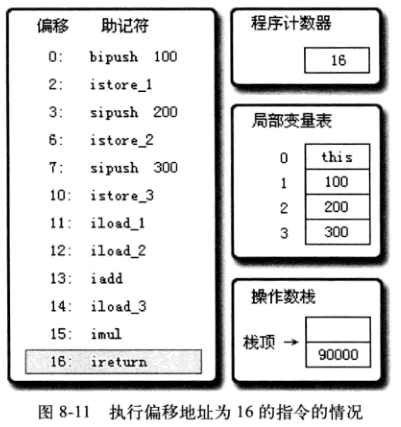 偏移 助记符
0: bipush 100
2: istore_1
3: sipush 200
6: istore_2
7: sipush 300
10: istore_3
11: iload_1
12: iload_2
13: iadd
14: iload_3
15: imul
16: ireturn
程序计数器
16
局部变量表
0 this
1 100
2 200
3 300
操作数栈
栈顶 →
90000
图 8-11 执行偏移地址为 16 的指令的情况